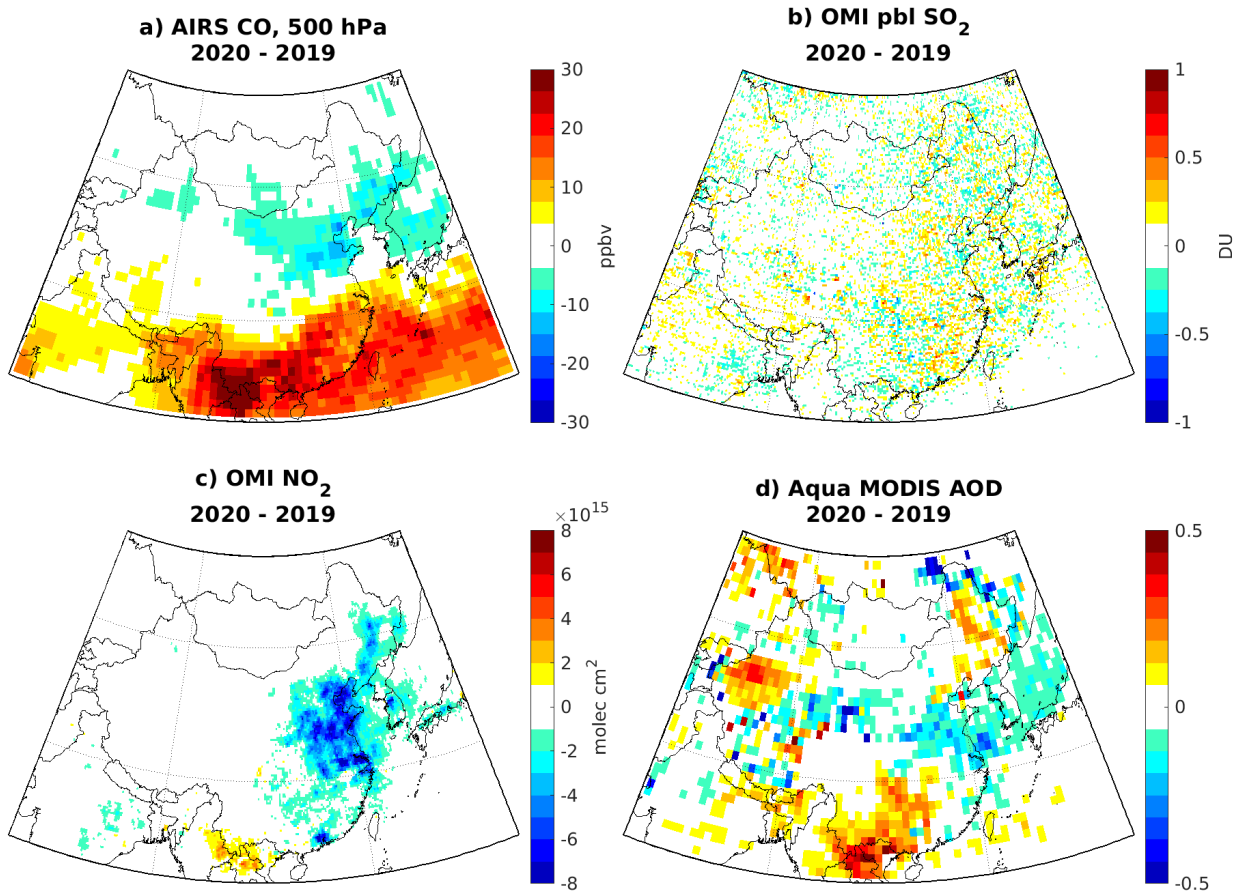 a) AIRS CO, 500 hPa
2020 - 2019
30
20
10
0
-10
-20
-30
ppbv
b) OMI pbl SO₂
2020 - 2019
1
0.5
0
-0.5
-1
DU
c) OMI NO₂
2020 - 2019
×10¹⁵
8
6
4
2
0
-2
-4
-6
-8
molec cm²
d) Aqua MODIS AOD
2020 - 2019
0.5
0
-0.5